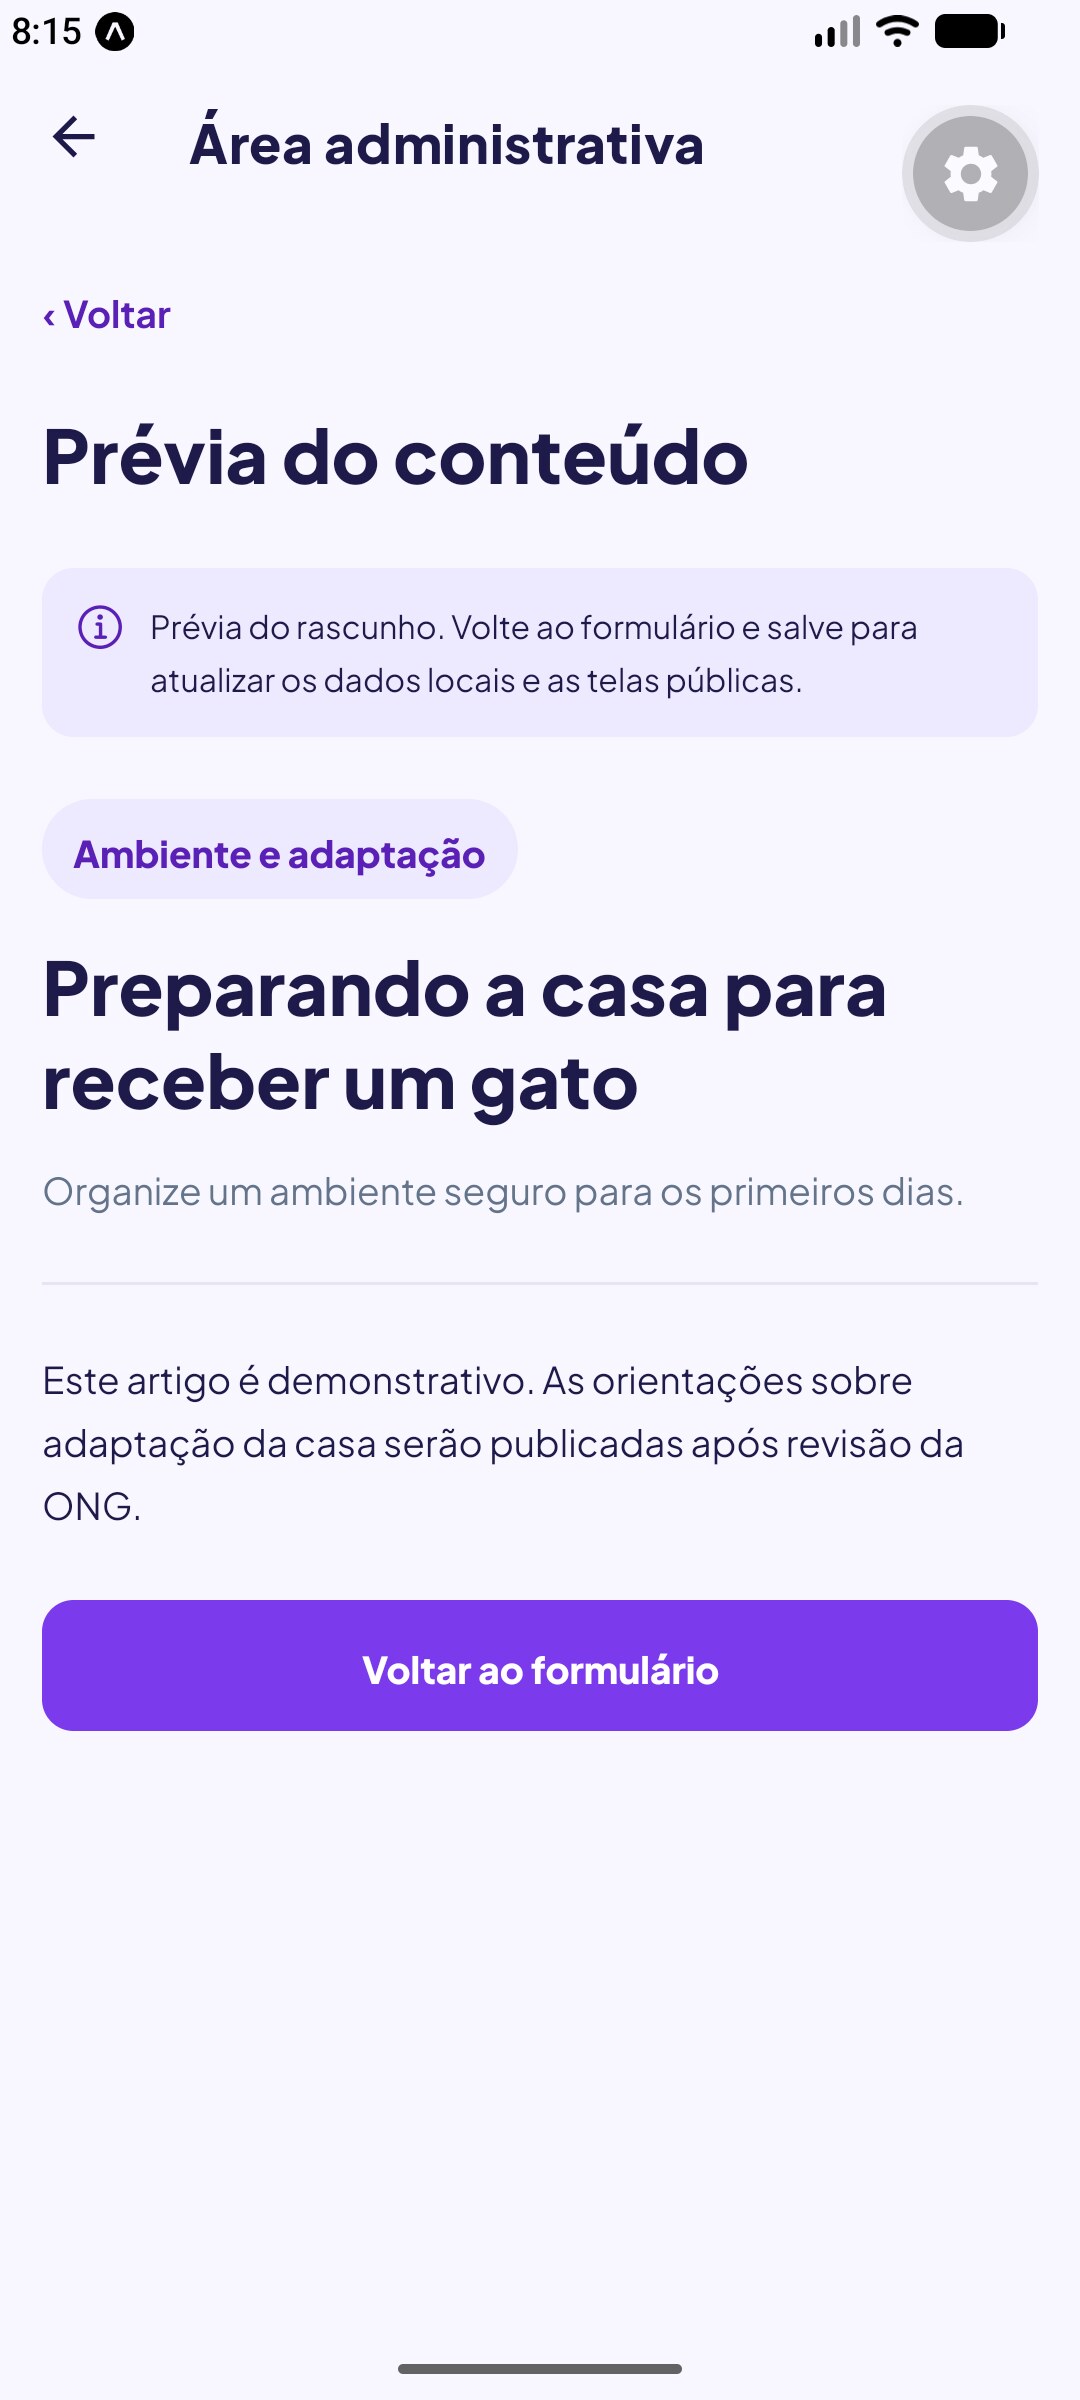 8:15
Área administrativa
‹ Voltar
Prévia do conteúdo
Prévia do rascunho. Volte ao formulário e salve para
atualizar os dados locais e as telas públicas.
Ambiente e adaptação
Preparando a casa para
receber um gato
Organize um ambiente seguro para os primeiros dias.
Este artigo é demonstrativo. As orientações sobre
adaptação da casa serão publicadas após revisão da
ONG.
Voltar ao formulário